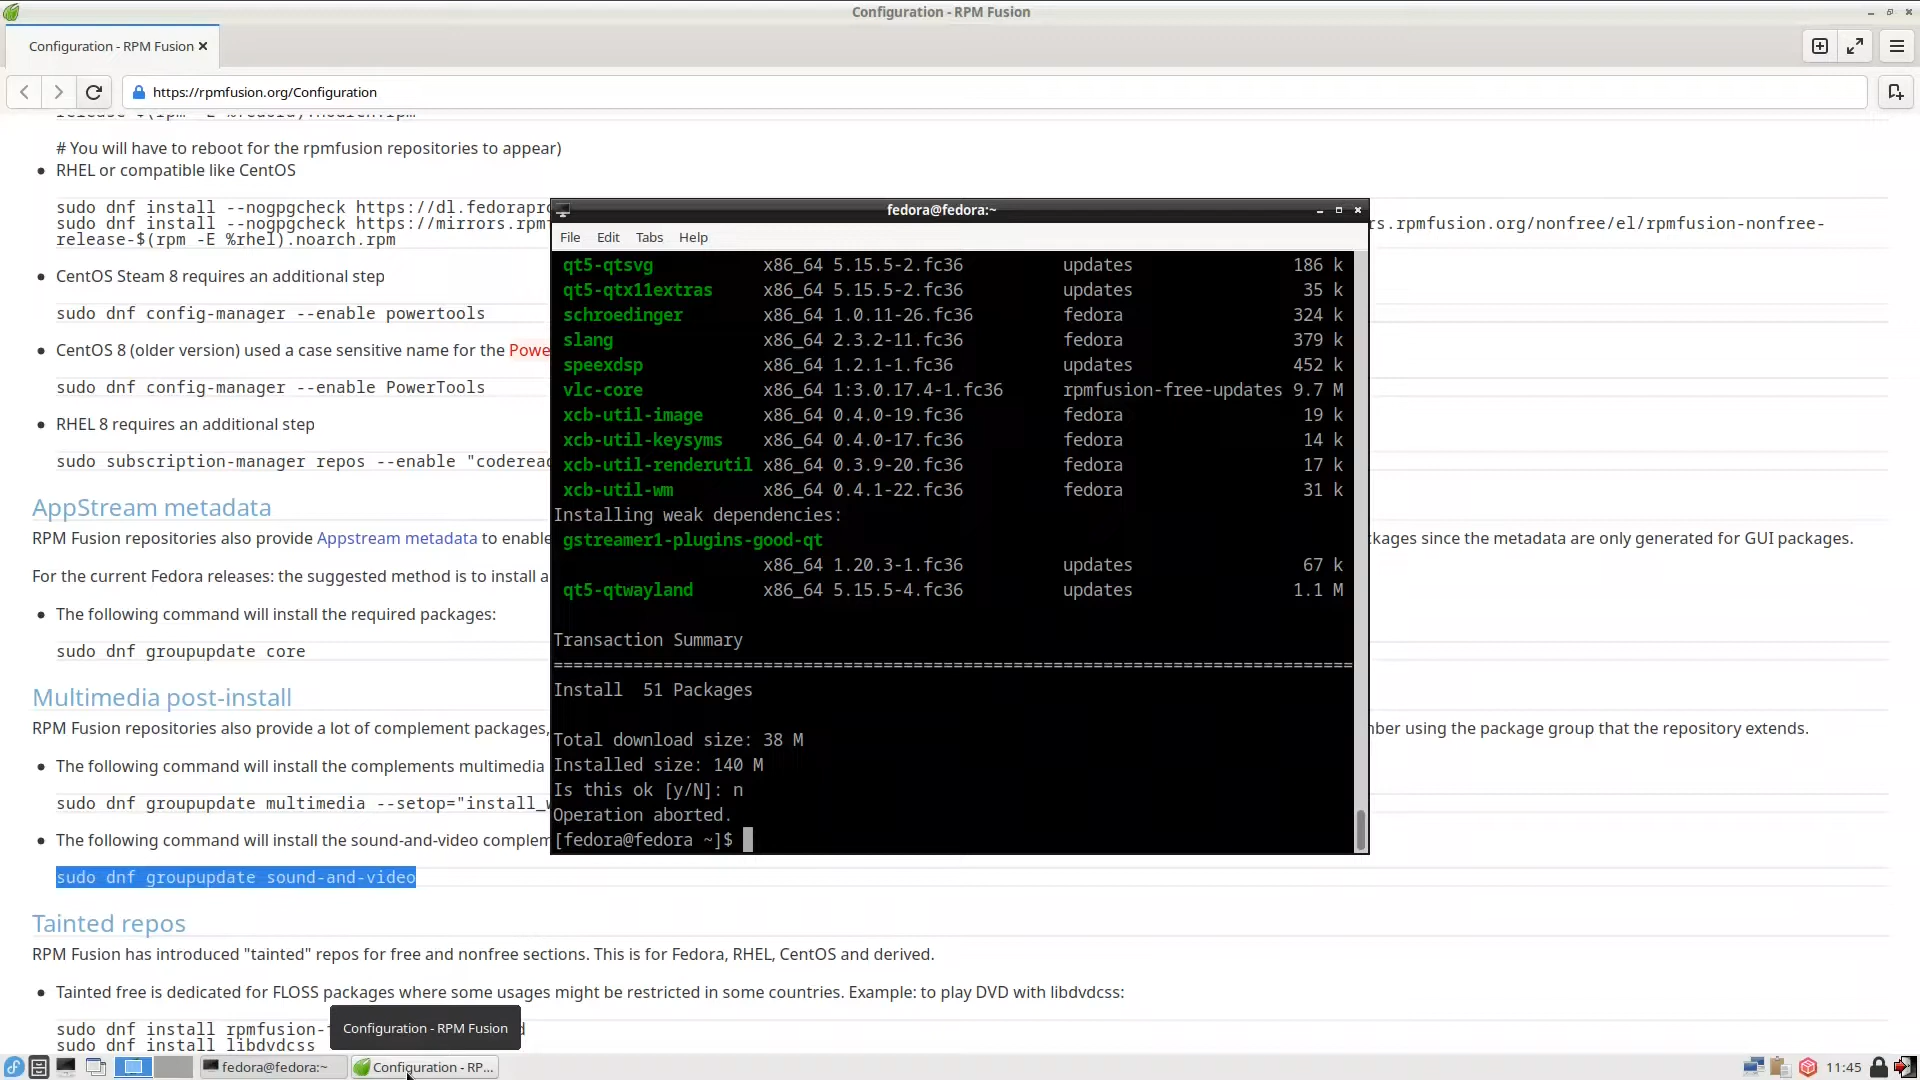 Configuration - RPM Fusion
Configuration - RPM Fusion
https://rpmfusion.org/Configuration
release-$(rpm -E %fedora).noarch.rpm
# You will have to reboot for the rpmfusion repositories to appear)
RHEL or compatible like CentOS
sudo dnf install --nogpgcheck https://dl.fedorapro
sudo dnf install --nogpgcheck https://mirrors.rpm s.rpmfusion.org/nonfree/el/rpmfusion-nonfree-
release-$(rpm -E %rhel).noarch.rpm
CentOS Steam 8 requires an additional step
sudo dnf config-manager --enable powertools
CentOS 8 (older version) used a case sensitive name for the Powe
sudo dnf config-manager --enable PowerTools
RHEL 8 requires an additional step
sudo subscription-manager repos --enable "coderead
AppStream metadata
RPM Fusion repositories also provide Appstream metadata to enable kages since the metadata are only generated for GUI packages.
For the current Fedora releases: the suggested method is to install a
The following command will install the required packages:
sudo dnf groupupdate core
Multimedia post-install
RPM Fusion repositories also provide a lot of complement packages, ber using the package group that the repository extends.
The following command will install the complements multimedia
sudo dnf groupupdate multimedia --setop="install_w
The following command will install the sound-and-video complem
sudo dnf groupupdate sound-and-video
Tainted repos
RPM Fusion has introduced "tainted" repos for free and nonfree sections. This is for Fedora, RHEL, CentOS and derived.
Tainted free is dedicated for FLOSS packages where some usages might be restricted in some countries. Example: to play DVD with libdvdcss:
sudo dnf install rpmfusion-f d
sudo dnf install libdvdcss
fedora@fedora:~
File Edit Tabs Help
qt5-qtsvg x86_64 5.15.5-2.fc36 updates 186 k
qt5-qtx11extras x86_64 5.15.5-2.fc36 updates 35 k
schroedinger x86_64 1.0.11-26.fc36 fedora 324 k
slang x86_64 2.3.2-11.fc36 fedora 379 k
speexdsp x86_64 1.2.1-1.fc36 updates 452 k
vlc-core x86_64 1:3.0.17.4-1.fc36 rpmfusion-free-updates 9.7 M
xcb-util-image x86_64 0.4.0-19.fc36 fedora 19 k
xcb-util-keysyms x86_64 0.4.0-17.fc36 fedora 14 k
xcb-util-renderutil x86_64 0.3.9-20.fc36 fedora 17 k
xcb-util-wm x86_64 0.4.1-22.fc36 fedora 31 k
Installing weak dependencies:
gstreamer1-plugins-good-qt
x86_64 1.20.3-1.fc36 updates 67 k
qt5-qtwayland x86_64 5.15.5-4.fc36 updates 1.1 M
Transaction Summary
================================================================================
Install 51 Packages
Total download size: 38 M
Installed size: 140 M
Is this ok [y/N]: n
Operation aborted.
[fedora@fedora ~]$
Configuration - RPM Fusion
fedora@fedora:~
Configuration - RP...
11:45